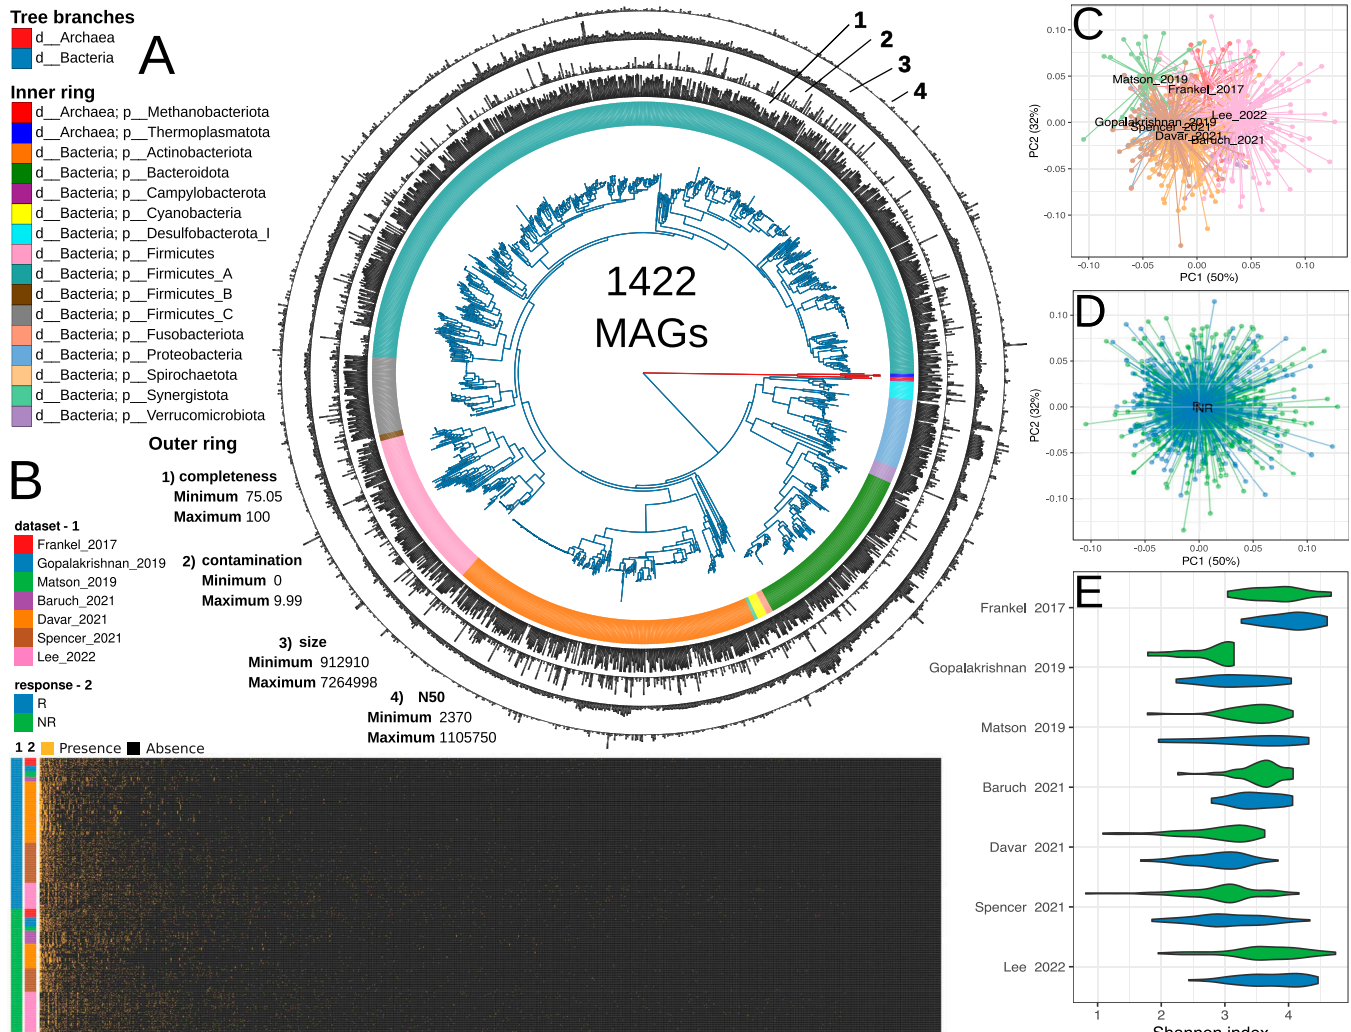 Tree branches
d__Archaea
d__Bacteria
A
Inner ring
d__Archaea; p__Methanobacteriota
d__Archaea; p__Thermoplasmatota
d__Bacteria; p__Actinobacteriota
d__Bacteria; p__Bacteroidota
d__Bacteria; p__Campylobacterota
d__Bacteria; p__Cyanobacteria
d__Bacteria; p__Desulfobacterota_I
d__Bacteria; p__Firmicutes
d__Bacteria; p__Firmicutes_A
d__Bacteria; p__Firmicutes_B
d__Bacteria; p__Firmicutes_C
d__Bacteria; p__Fusobacteriota
d__Bacteria; p__Proteobacteria
d__Bacteria; p__Spirochaetota
d__Bacteria; p__Synergistota
d__Bacteria; p__Verrucomicrobiota
Outer ring
1) completeness
Minimum 75.05
Maximum 100
2) contamination
Minimum 0
Maximum 9.99
3) size
Minimum 912910
Maximum 7264998
4) N50
Minimum 2370
Maximum 1105750
1
2
3
4
1422
MAGs
B
dataset - 1
Frankel_2017
Gopalakrishnan_2019
Matson_2019
Baruch_2021
Davar_2021
Spencer_2021
Lee_2022
response - 2
R
NR
1 2 Presence Absence
C
0.10
0.05
0.00
-0.05
-0.10
PC2 (32%)
Matson_2019
Frankel_2017
Lee_2022
Gopalakrishnan_2019
Spencer_2021
Davar_2021
Baruch_2021
-0.10 -0.05 0.00 0.05 0.10
PC1 (50%)
D
0.10
0.05
0.00
-0.05
-0.10
PC2 (32%)
NR
-0.10 -0.05 0.00 0.05 0.10
PC1 (50%)
E
Frankel 2017
Gopalakrishnan 2019
Matson 2019
Baruch 2021
Davar 2021
Spencer 2021
Lee 2022
1 2 3 4
Shannon index